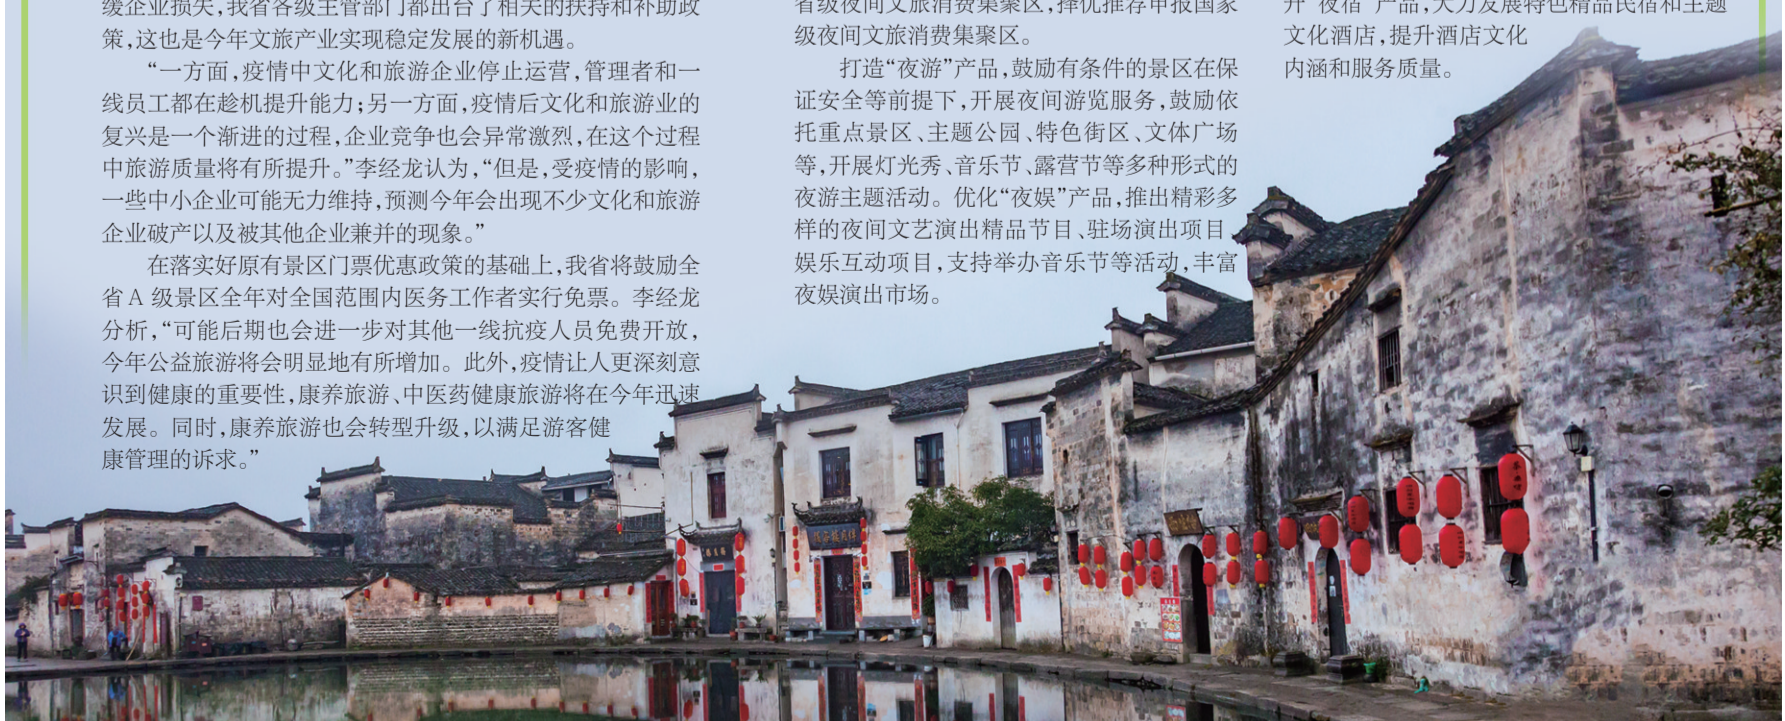 缓企业损失，我省各级主管部门都出台了相关的扶持和补助政
策，这也是今年文旅产业实现稳定发展的新机遇。
“一方面，疫情中文化和旅游企业停止运营，管理者和一
线员工都在趁机提升能力；另一方面，疫情后文化和旅游业的
复兴是一个渐进的过程，企业竞争也会异常激烈，在这个过程
中旅游质量将有所提升。”李经龙认为，“但是，受疫情的影响，
一些中小企业可能无力维持，预测今年会出现不少文化和旅游
企业破产以及被其他企业兼并的现象。”
在落实好原有景区门票优惠政策的基础上，我省将鼓励全
省 A 级景区全年对全国范围内医务工作者实行免票。李经龙
分析，“可能后期也会进一步对其他一线抗疫人员免费开放，
今年公益旅游将会明显地有所增加。此外，疫情让人更深刻意
识到健康的重要性，康养旅游、中医药健康旅游将在今年迅速
发展。同时，康养旅游也会转型升级，以满足游客健
康管理的诉求。”
省级夜间文旅消费集聚区，择优推荐申报国家
级夜间文旅消费集聚区。
打造“夜游”产品，鼓励有条件的景区在保
证安全等前提下，开展夜间游览服务，鼓励依
托重点景区、主题公园、特色街区、文体广场
等，开展灯光秀、音乐节、露营节等多种形式的
夜游主题活动。优化“夜娱”产品，推出精彩多
样的夜间文艺演出精品节目、驻场演出项目、
娱乐互动项目，支持举办音乐节等活动，丰富
夜娱演出市场。
升“夜宿”产品，大力发展特色精品民宿和主题
文化酒店，提升酒店文化
内涵和服务质量。